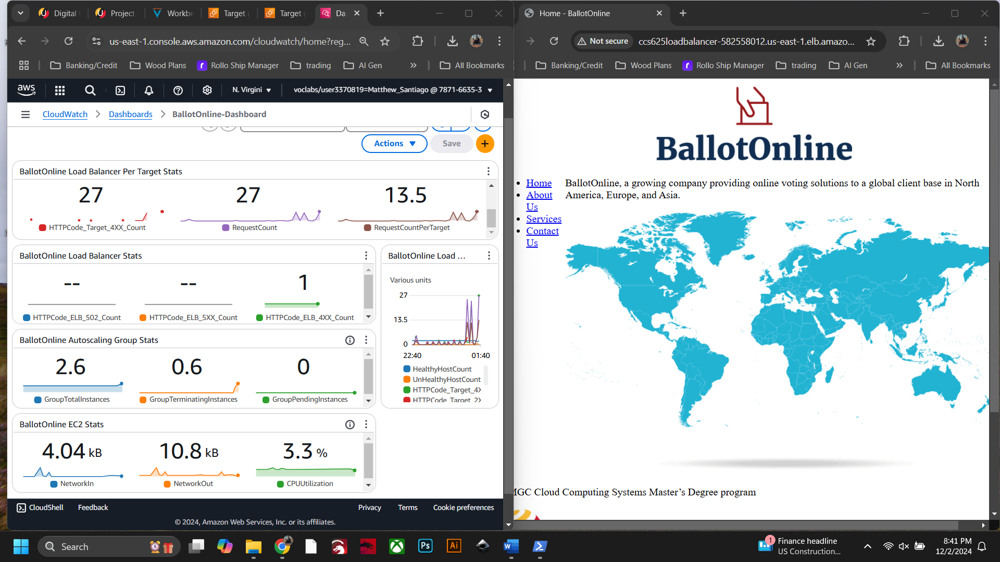 Digital
Project
Workbe
Target g
Target g
Da
us-east-1.console.aws.amazon.com/cloudwatch/home?reg...
Banking/Credit
Wood Plans
Rollo Ship Manager
trading
AI Gen
All Bookmarks
aws
N. Virgini
voclabs/user3370819=Matthew_Santiago @ 7871-6635-3
CloudWatch
Dashboards
BallotOnline-Dashboard
Actions
Save
BallotOnline Load Balancer Per Target Stats
27
27
13.5
HTTPCode_Target_4XX_Count
RequestCount
RequestCountPerTarget
BallotOnline Load Balancer Stats
--
--
1
HTTPCode_ELB_502_Count
HTTPCode_ELB_5XX_Count
HTTPCode_ELB_4XX_Count
BallotOnline Load ...
Various units
27
13.5
0
22:40
01:40
HealthyHostCount
UnHealthyHostCount
HTTPCode_Target_4X
HTTPCode_Target_2X
BallotOnline Autoscaling Group Stats
2.6
0.6
0
GroupTotalInstances
GroupTerminatingInstances
GroupPendingInstances
BallotOnline EC2 Stats
4.04 kB
10.8 kB
3.3 %
NetworkIn
NetworkOut
CPUUtilization
CloudShell
Feedback
Privacy
Terms
Cookie preferences
© 2024, Amazon Web Services, Inc. or its affiliates.
Home - BallotOnline
Not secure
ccs625loadbalancer-582558012.us-east-1.elb.amazo...
Banking/Credit
Wood Plans
Rollo Ship Manager
trading
AI Gen
All Bookmarks
BallotOnline
Home
About
Us
Services
Contact
Us
BallotOnline, a growing company providing online voting solutions to a global client base in North
America, Europe, and Asia.
MGC Cloud Computing Systems Master’s Degree program
Search
Ps
Ai
1
Finance headline
US Construction...
8:41 PM
12/2/2024